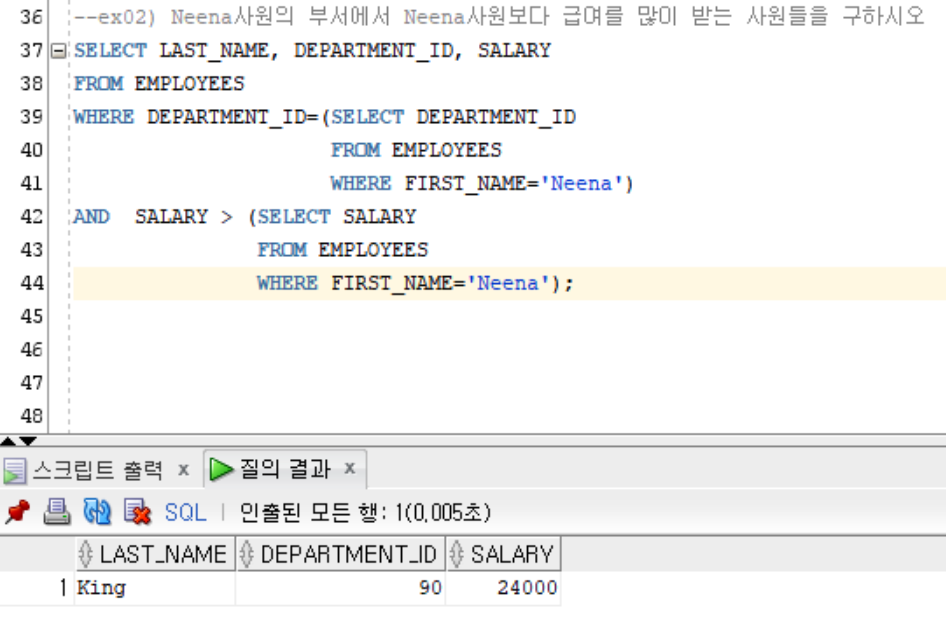 36 --ex02) Neena사원의 부서에서 Neena사원보다 급여를 많이 받는 사원들을 구하시오
37 SELECT LAST_NAME, DEPARTMENT_ID, SALARY
38 FROM EMPLOYEES
39 WHERE DEPARTMENT_ID=(SELECT DEPARTMENT_ID
40 FROM EMPLOYEES
41 WHERE FIRST_NAME='Neena')
42 AND  SALARY > (SELECT SALARY
43 FROM EMPLOYEES
44 WHERE FIRST_NAME='Neena');
45
46
47
48
스크립트 출력 x 질의 결과 x
SQL | 인출된 모든 행: 1(0,005초)
LAST_NAME DEPARTMENT_ID SALARY
1 King 90 24000